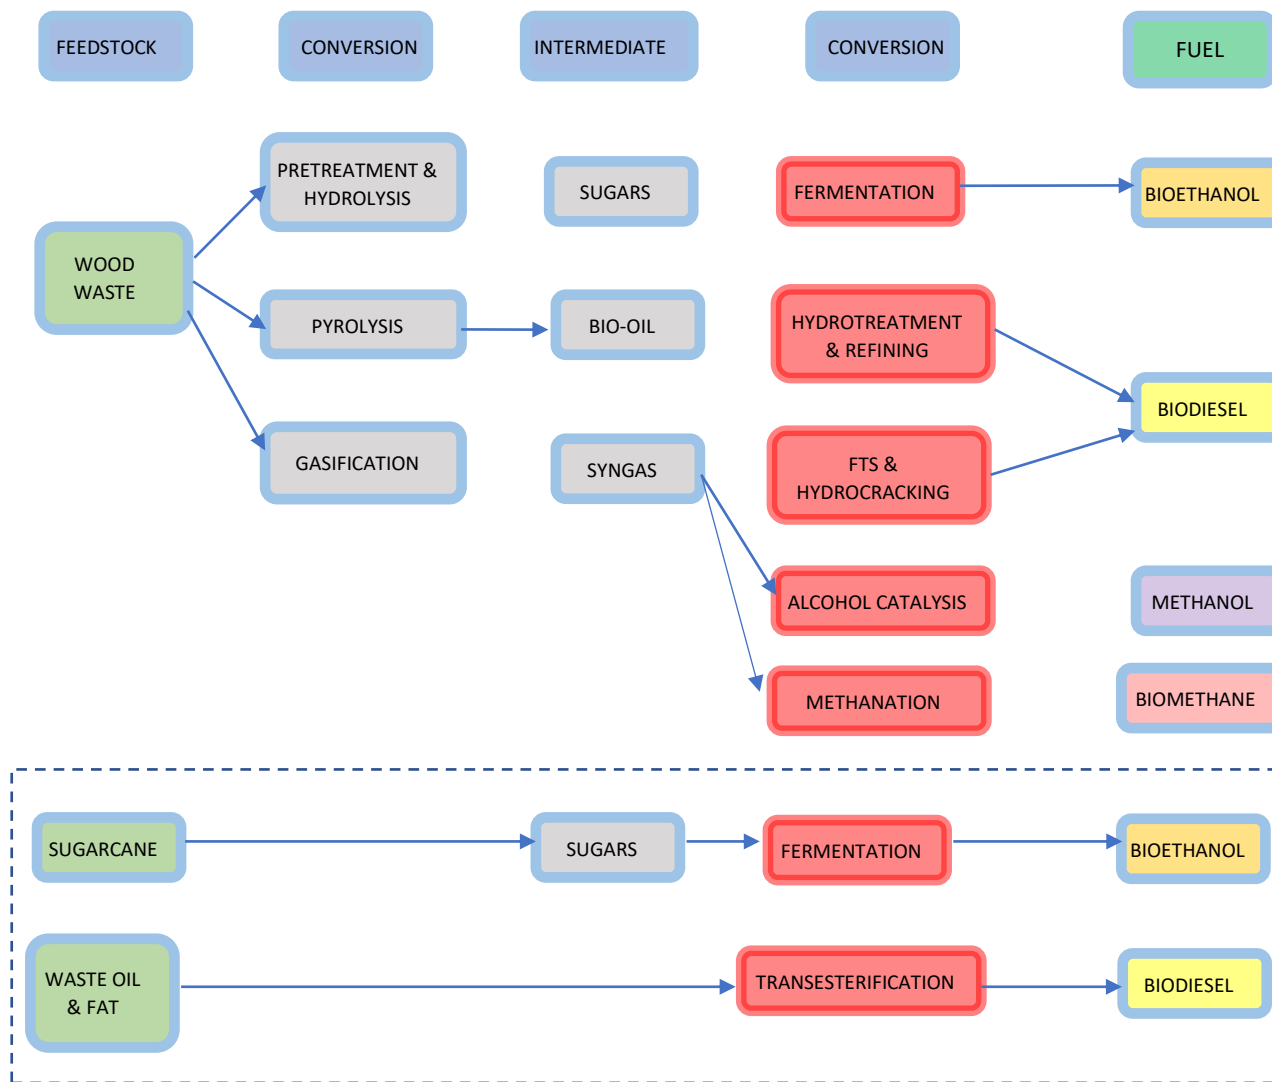 FEEDSTOCK
CONVERSION
INTERMEDIATE
CONVERSION
FUEL
PRETREATMENT &
HYDROLYSIS
SUGARS
FERMENTATION
BIOETHANOL
WOOD
WASTE
PYROLYSIS
BIO-OIL
HYDROTREATMENT
& REFINING
BIODIESEL
GASIFICATION
SYNGAS
FTS &
HYDROCRACKING
ALCOHOL CATALYSIS
METHANOL
METHANATION
BIOMETHANE
SUGARCANE
SUGARS
FERMENTATION
BIOETHANOL
WASTE OIL
& FAT
TRANSESTERIFICATION
BIODIESEL